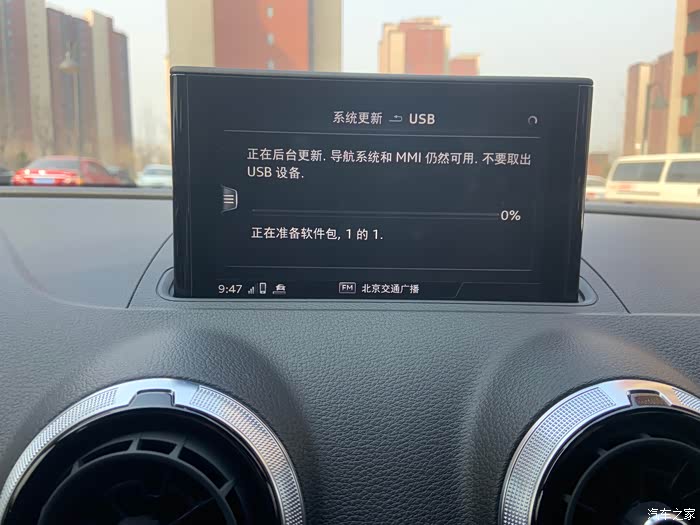 系统更新 USB
正在后台更新. 导航系统和 MMI 仍然可用. 不要取出
USB 设备.
0%
正在准备软件包, 1 的 1.
9:47 FM 北京交通广播
汽车之家